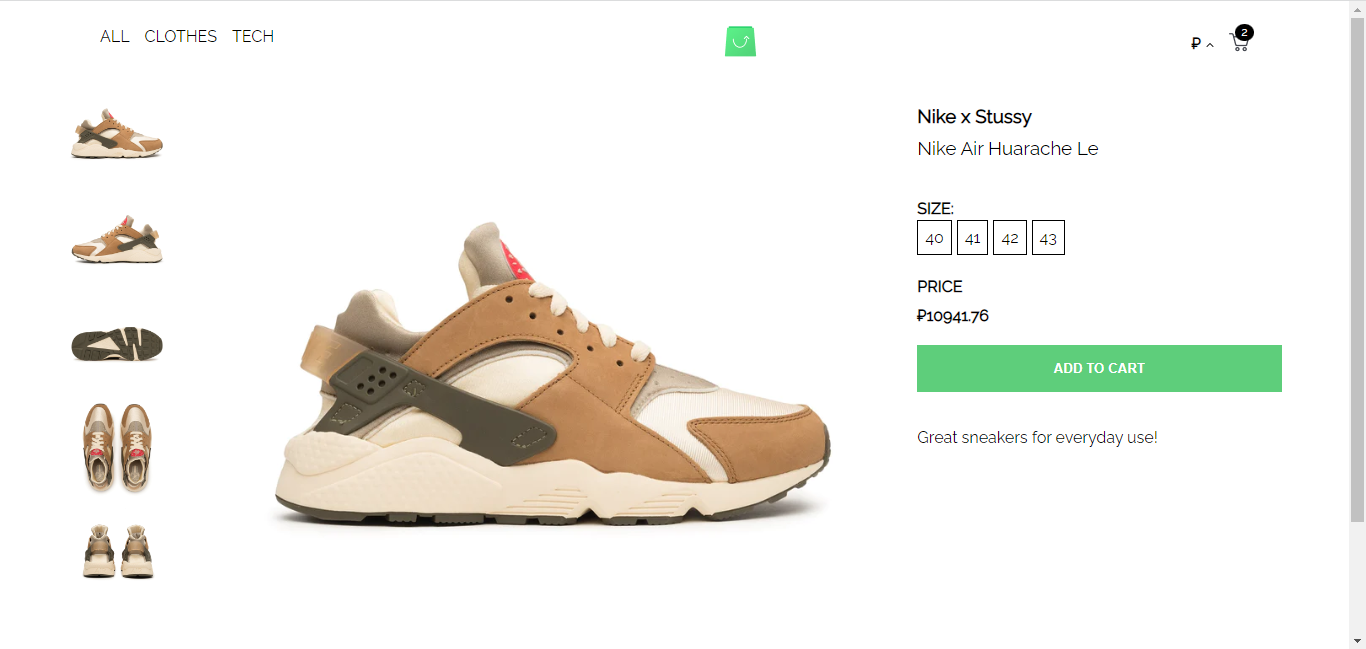 ALL CLOTHES TECH
₽ 2
Nike x Stussy
Nike Air Huarache Le
SIZE:
40 41 42 43
PRICE
₽10941.76
ADD TO CART
Great sneakers for everyday use!